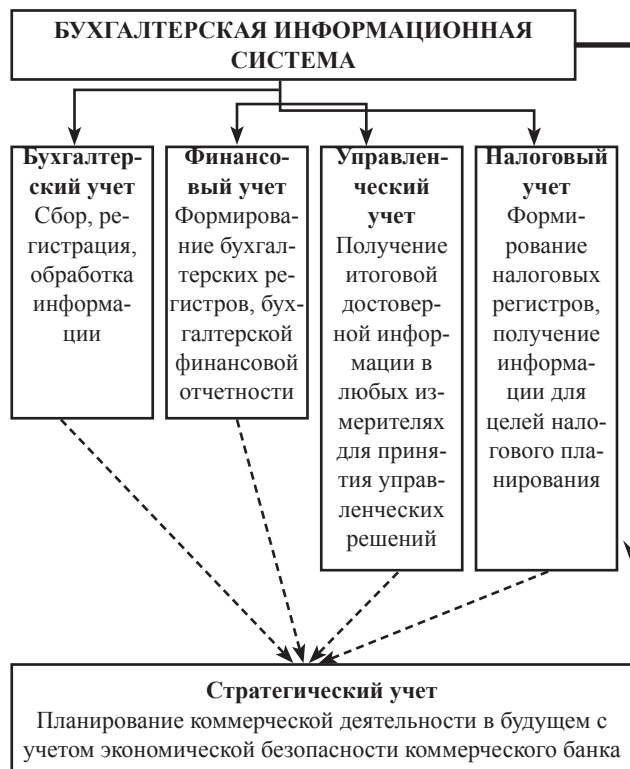 БУХГАЛТЕРСКАЯ ИНФОРМАЦИОННАЯ
СИСТЕМА
Бухгалтер-
ский учет
Сбор, ре-
гистрация,
обработка
информа-
ции
Финансо-
вый учет
Формирова-
ние бухгал-
терских ре-
гистров, бух-
галтерской
финансовой
отчетности
Управлен-
ческий
учет
Получение
итоговой
достовер-
ной инфор-
мации в
любых из-
мерителях
для приня-
тия управ-
ленческих
решений
Налоговый
учет
Форми-
рование
налоговых
регистров,
получение
информа-
ции для
целей нало-
гового пла-
нирования
Стратегический учет
Планирование коммерческой деятельности в будущем с
учетом экономической безопасности коммерческого банка